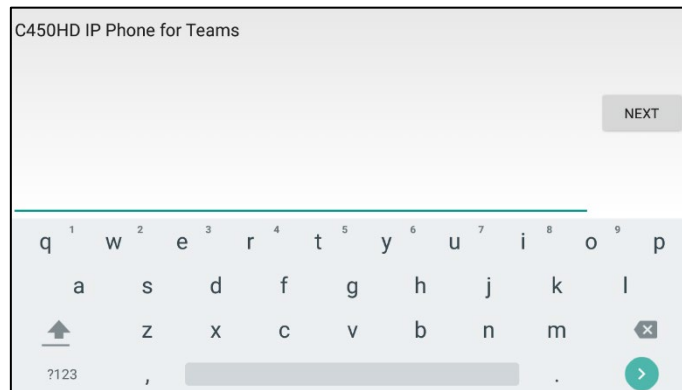 C450HD IP Phone for Teams
NEXT
q 1 w 2 e 3 r 4 t 5 y 6 u 7 i 8 o 9 p
a s d f g h j k l
z x c v b n m
?123 , .